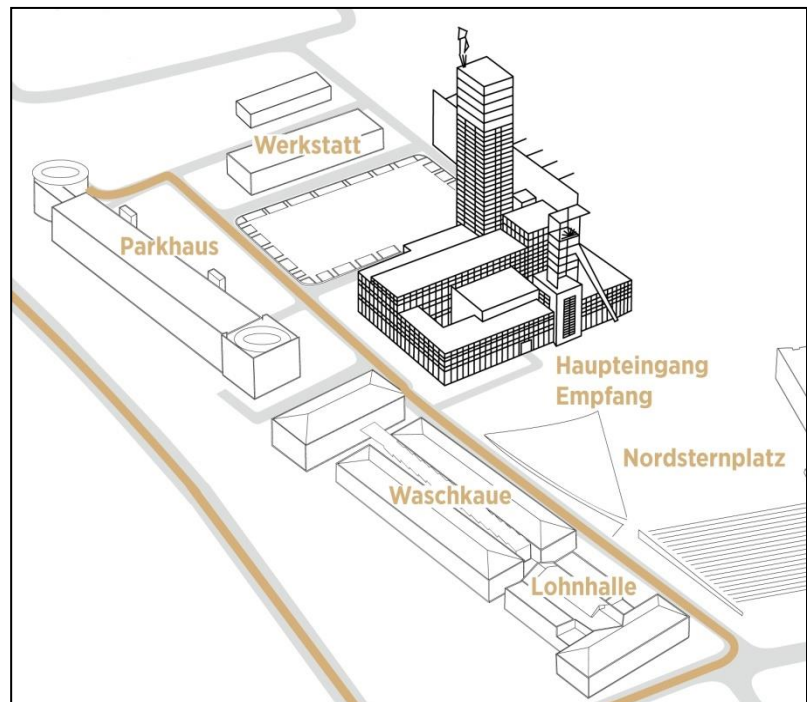 Werkstatt
Parkhaus
Haupteingang
Empfang
Nordsternplatz
Waschkaue
Lohnhalle